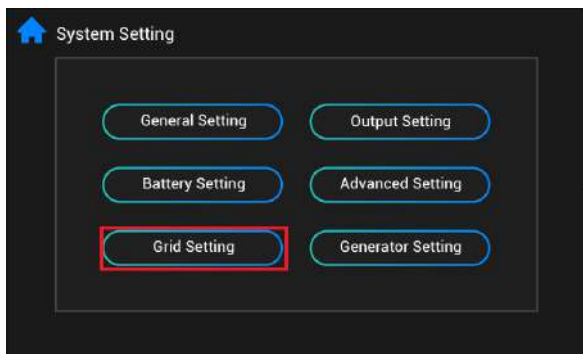 System Setting
General Setting
Output Setting
Battery Setting
Advanced Setting
Grid Setting
Generator Setting